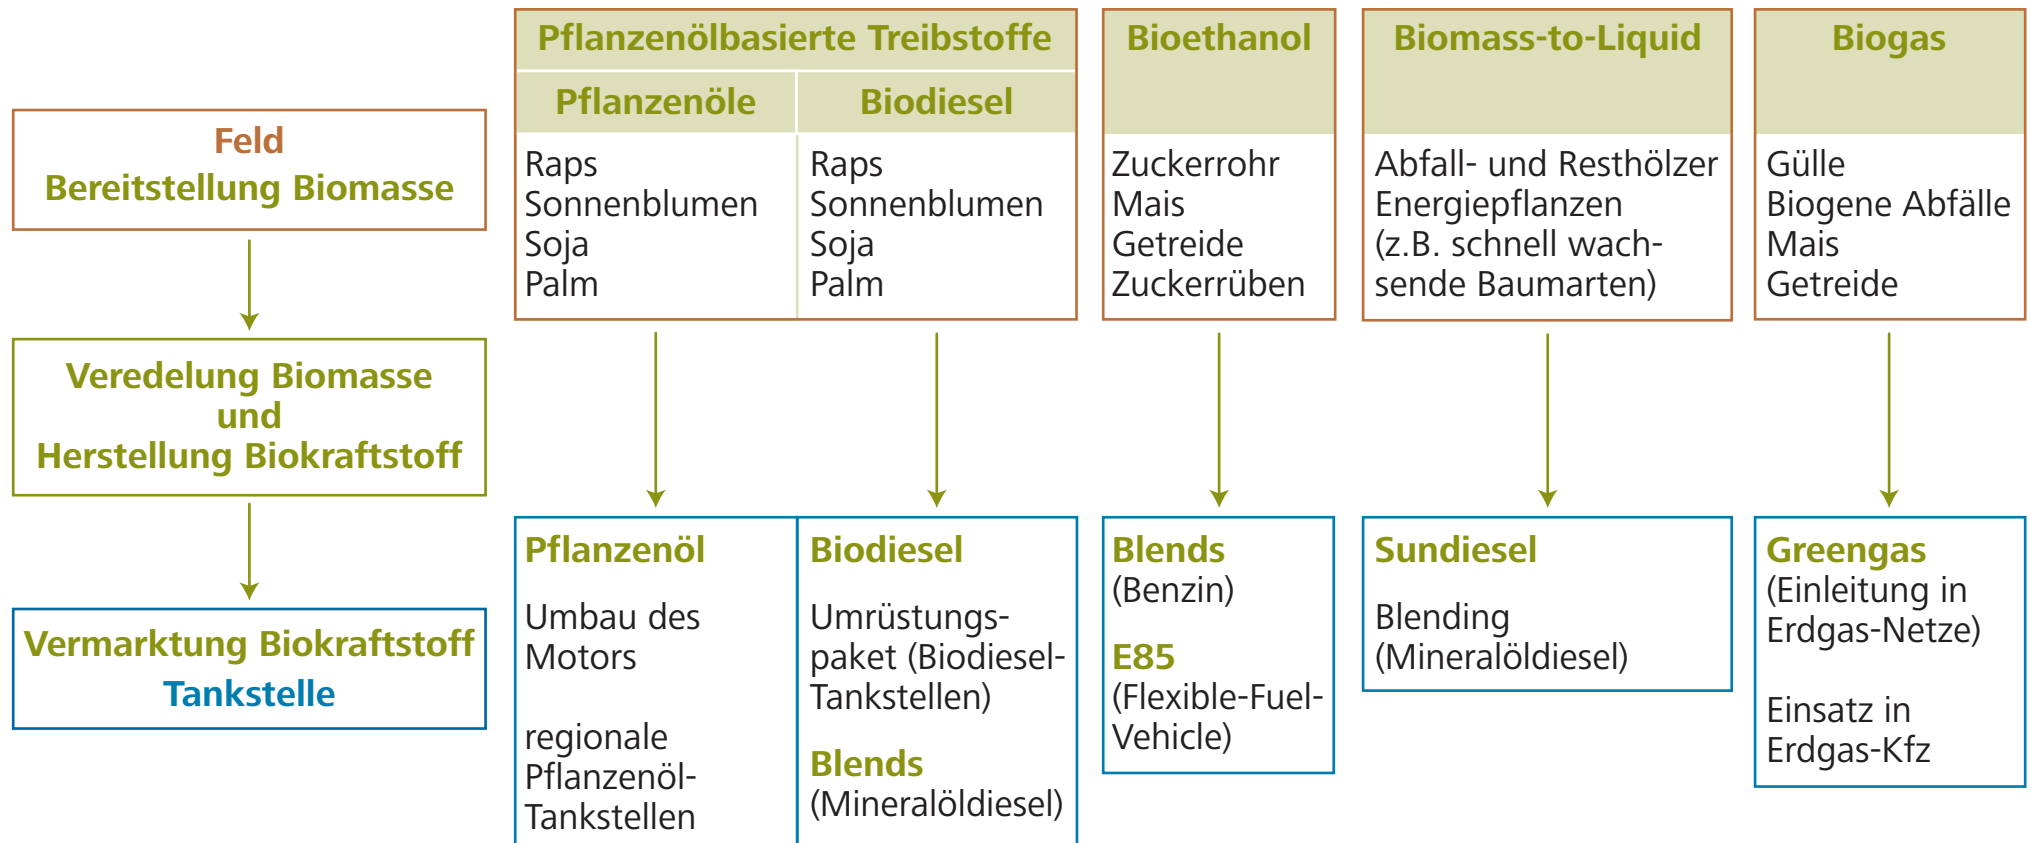 Feld
Bereitstellung Biomasse
Veredelung Biomasse
und
Herstellung Biokraftstoff
Vermarktung Biokraftstoff
Tankstelle
Pflanzenölbasierte Treibstoffe
Pflanzenöle
Raps
Sonnenblumen
Soja
Palm
Biodiesel
Raps
Sonnenblumen
Soja
Palm
Bioethanol
Zuckerrohr
Mais
Getreide
Zuckerrüben
Biomass-to-Liquid
Abfall- und Resthölzer
Energiepflanzen
(z.B. schnell wach-
sende Baumarten)
Biogas
Gülle
Biogene Abfälle
Mais
Getreide
Pflanzenöl
Umbau des
Motors
regionale
Pflanzenöl-
Tankstellen
Biodiesel
Umrüstungs-
paket (Biodiesel-
Tankstellen)
Blends
(Mineralöldiesel)
Blends
(Benzin)
E85
(Flexible-Fuel-
Vehicle)
Sundiesel
Blending
(Mineralöldiesel)
Greengas
(Einleitung in
Erdgas-Netze)
Einsatz in
Erdgas-Kfz